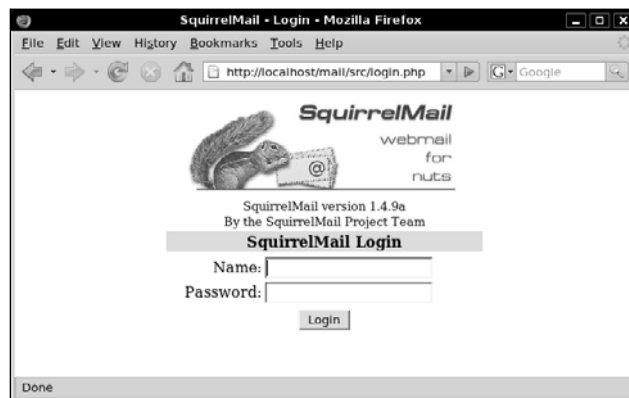 SquirrelMail - Login - Mozilla Firefox
File Edit View History Bookmarks Tools Help
http://localhost/mail/src/login.php G Google
SquirrelMail
webmail
for
nuts
@
SquirrelMail version 1.4.9a
By the SquirrelMail Project Team
SquirrelMail Login
Name:
Password:
Login
Done